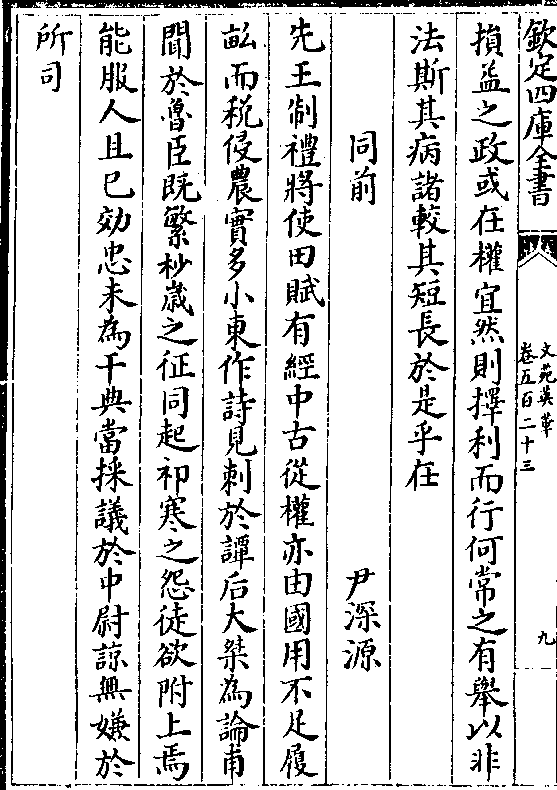 欽定四庫全書
文苑英華
卷五百二十三
九
損益之政或在權宜然則擇利而行何常之有舉以非
法斯其病諸較其短長於是乎在
同前
尹深源
先王制禮將使田賦有經中古從權亦由國用不足履
畝而税侵農實多小東作詩見刺於譚后大桀為論甫
聞於魯臣既繁杪歲之征同起祁寒之怨徒欲附上焉
能服人且已効忠未為干典當採議於中尉諒無嫌於
所司